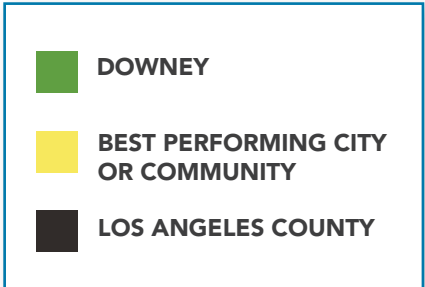 DOWNEY
BEST PERFORMING CITY
OR COMMUNITY
LOS ANGELES COUNTY